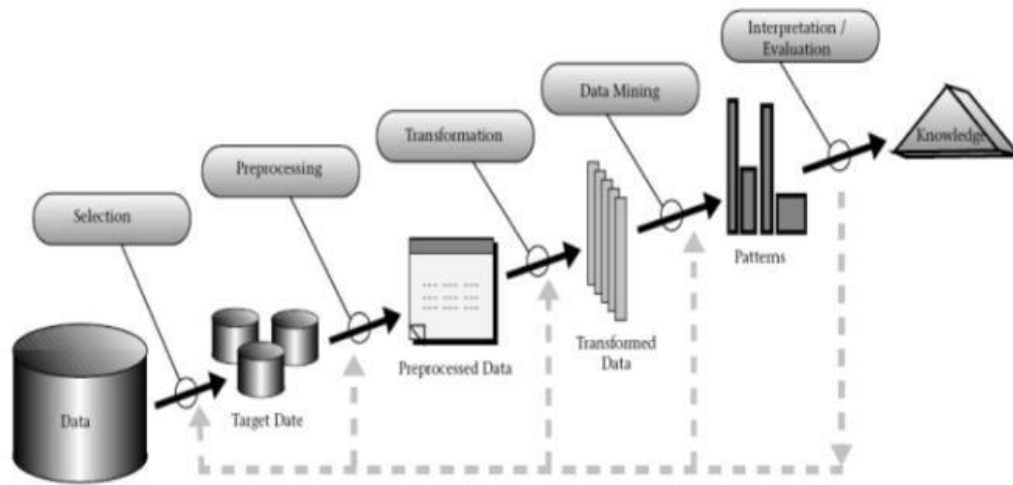 Interpretation /
Evaluation
Data Mining
Transformation
Preprocessing
Selection
Knowledge
Patterns
Transformed
Data
Preprocessed Data
Target Date
Data